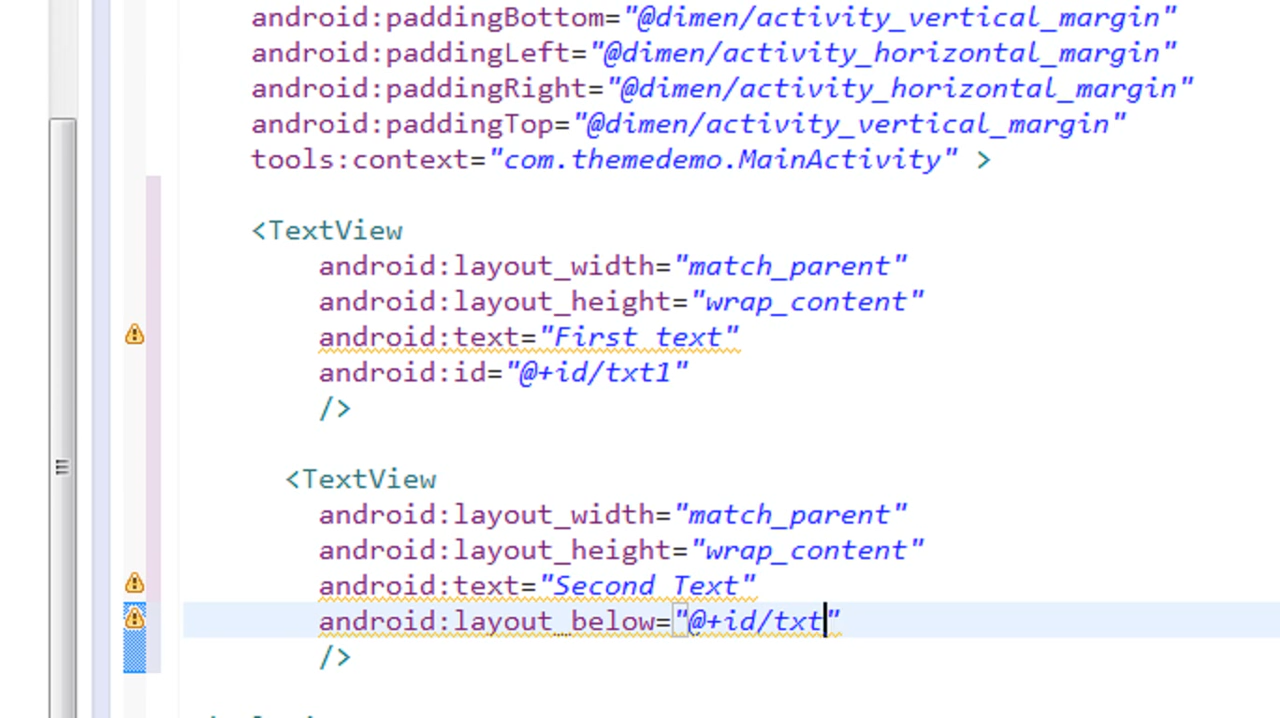 android:paddingBottom="@dimen/activity_vertical_margin"
android:paddingLeft="@dimen/activity_horizontal_margin"
android:paddingRight="@dimen/activity_horizontal_margin"
android:paddingTop="@dimen/activity_vertical_margin"
tools:context="com.themedemo.MainActivity" >
<TextView
android:layout_width="match_parent"
android:layout_height="wrap_content"
android:text="First text"
android:id="@+id/txt1"
/>
<TextView
android:layout_width="match_parent"
android:layout_height="wrap_content"
android:text="Second Text"
android:layout_below="@+id/txt"
/>